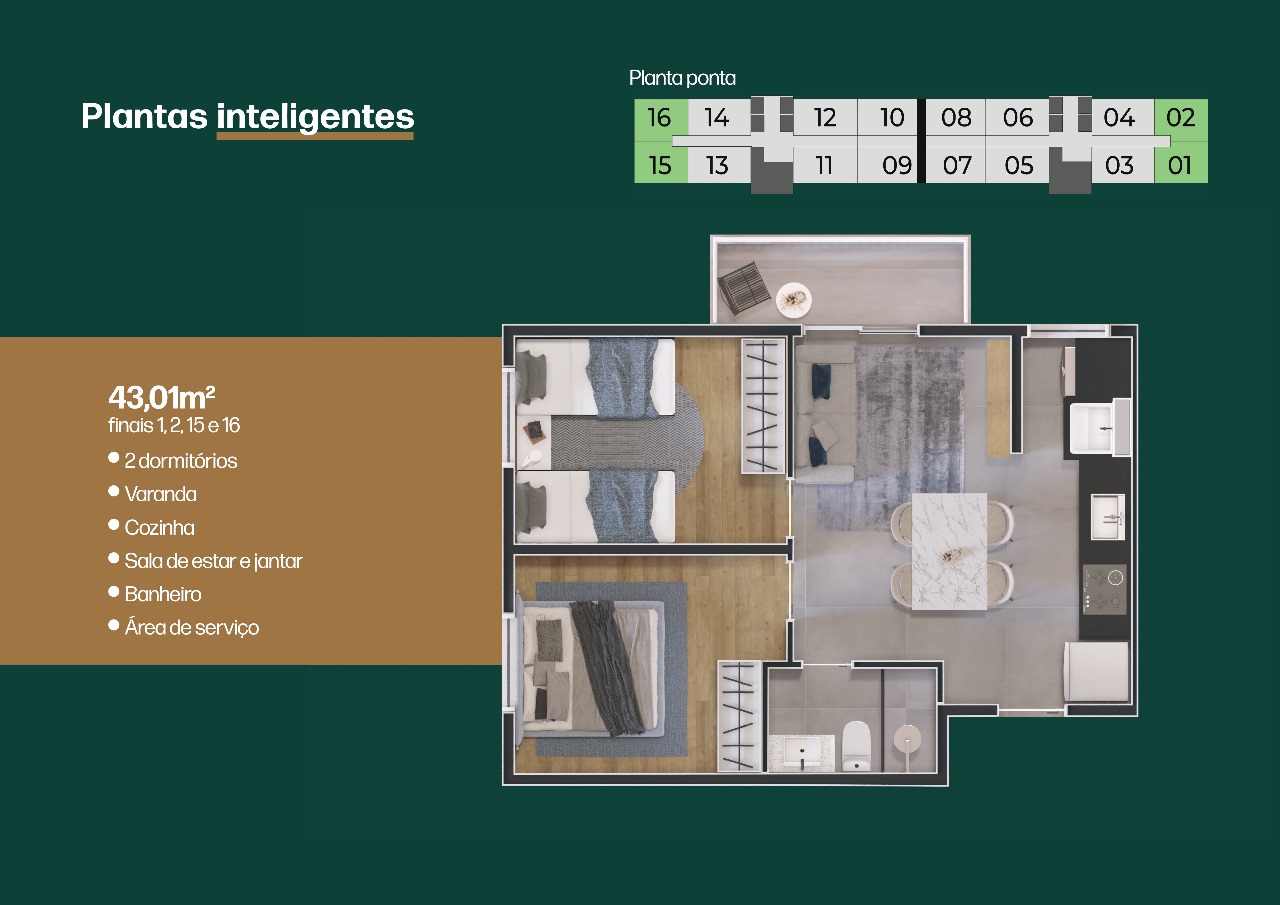 Plantas inteligentes
Planta ponta
16 14 12 10 08 06 04 02
15 13 11 09 07 05 03 01
43,01m²
finais 1, 2, 15 e 16
2 dormitórios
Varanda
Cozinha
Sala de estar e jantar
Banheiro
Área de serviço